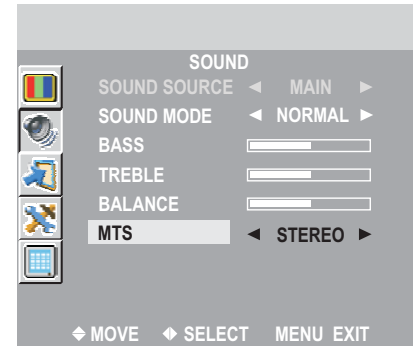 SOUND
SOUND SOURCE ◄ MAIN ►
SOUND MODE ◄ NORMAL ►
BASS
TREBLE
BALANCE
MTS ◄ STEREO ►
MOVE SELECT MENU EXIT